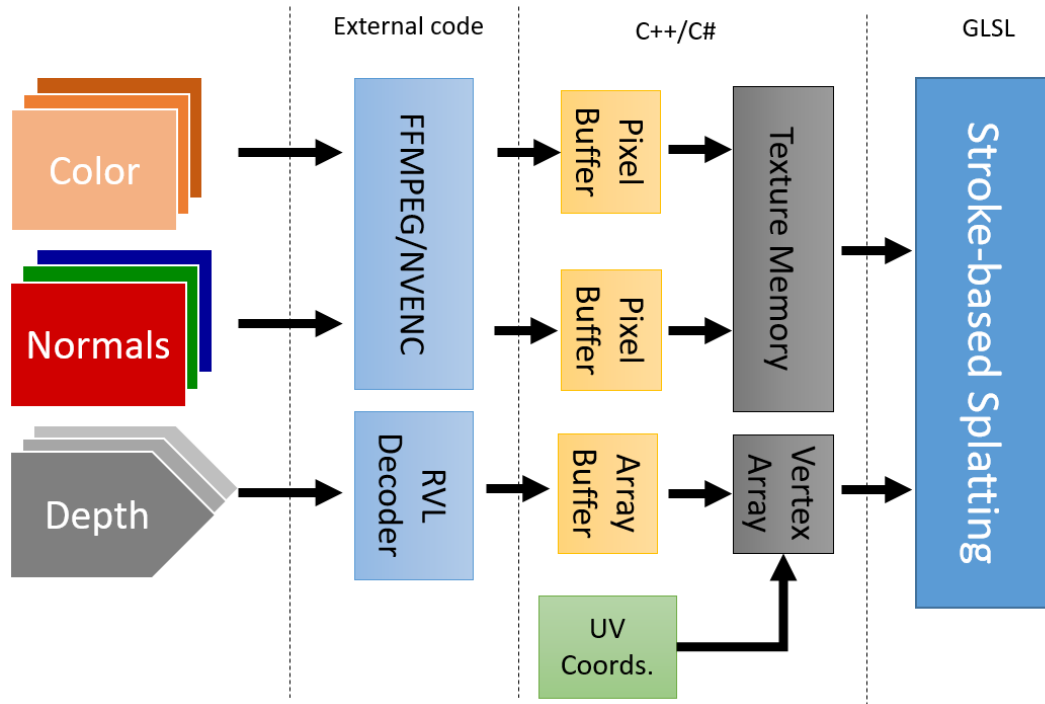 External code
C++/C#
GLSL
Color
FFMPEG/NVENC
Pixel
Buffer
Texture Memory
Stroke-based Splatting
Normals
Pixel
Buffer
Depth
RVL
Decoder
Array
Buffer
Vertex
Array
UV
Coords.